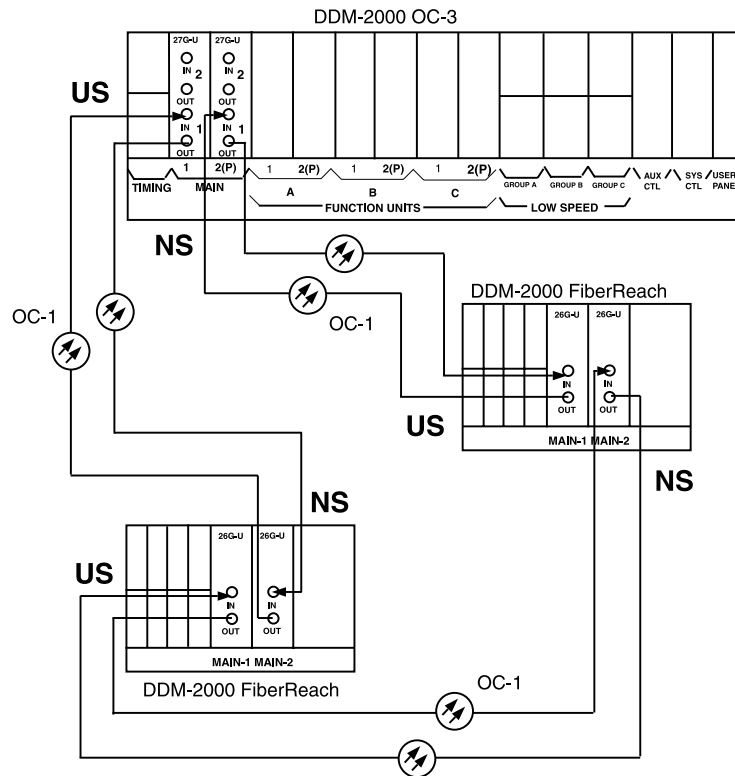 DDM-2000 OC-3
27G-U 27G-U
IN 2 IN 2
US
OUT OUT
IN 1 IN 1
OUT OUT
1 2(P) 1 2(P) 1 2(P) 1 2(P)
TIMING MAIN A B C GROUP A GROUP B GROUP C AUX CTL SYS CTL USER PANEL
FUNCTION UNITS LOW SPEED
NS
DDM-2000 FiberReach
OC-1 OC-1
26G-U 26G-U
IN IN
OUT OUT
US
MAIN-1 MAIN-2
NS
NS
26G-U 26G-U
US
IN IN
OUT OUT
MAIN-1 MAIN-2
DDM-2000 FiberReach
OC-1